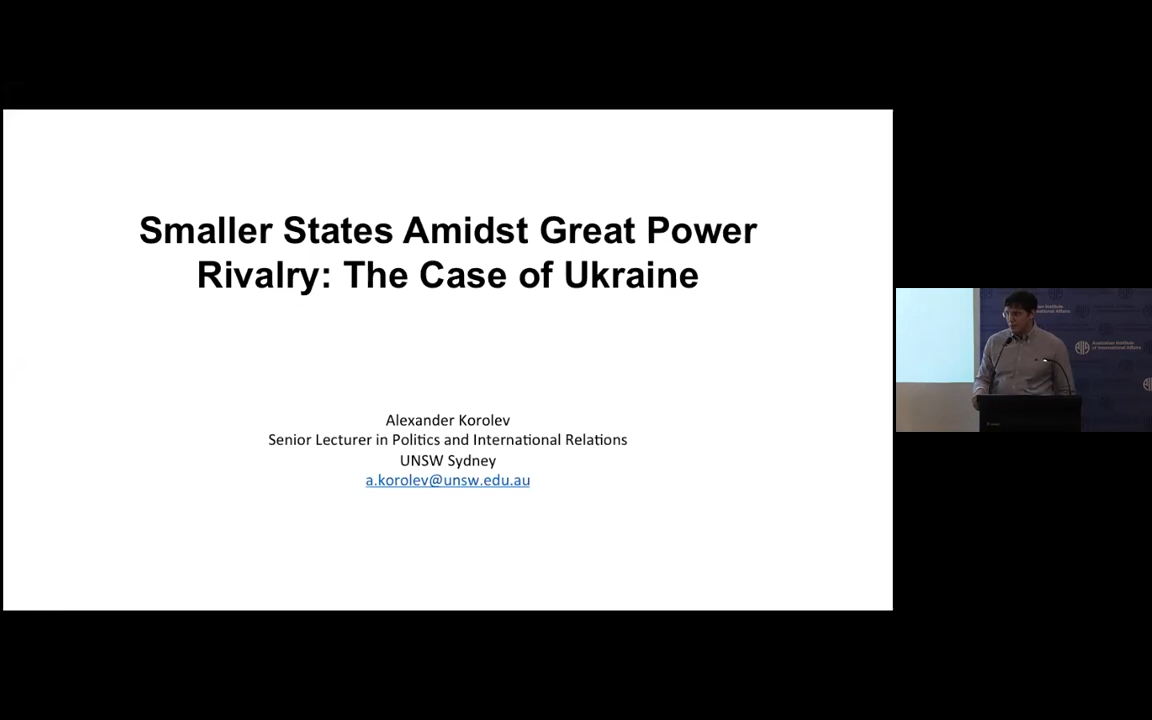 Smaller States Amidst Great Power
Rivalry: The Case of Ukraine
Alexander Korolev
Senior Lecturer in Politics and International Relations
UNSW Sydney
a.korolev@unsw.edu.au
Australian Institute
of International Affairs